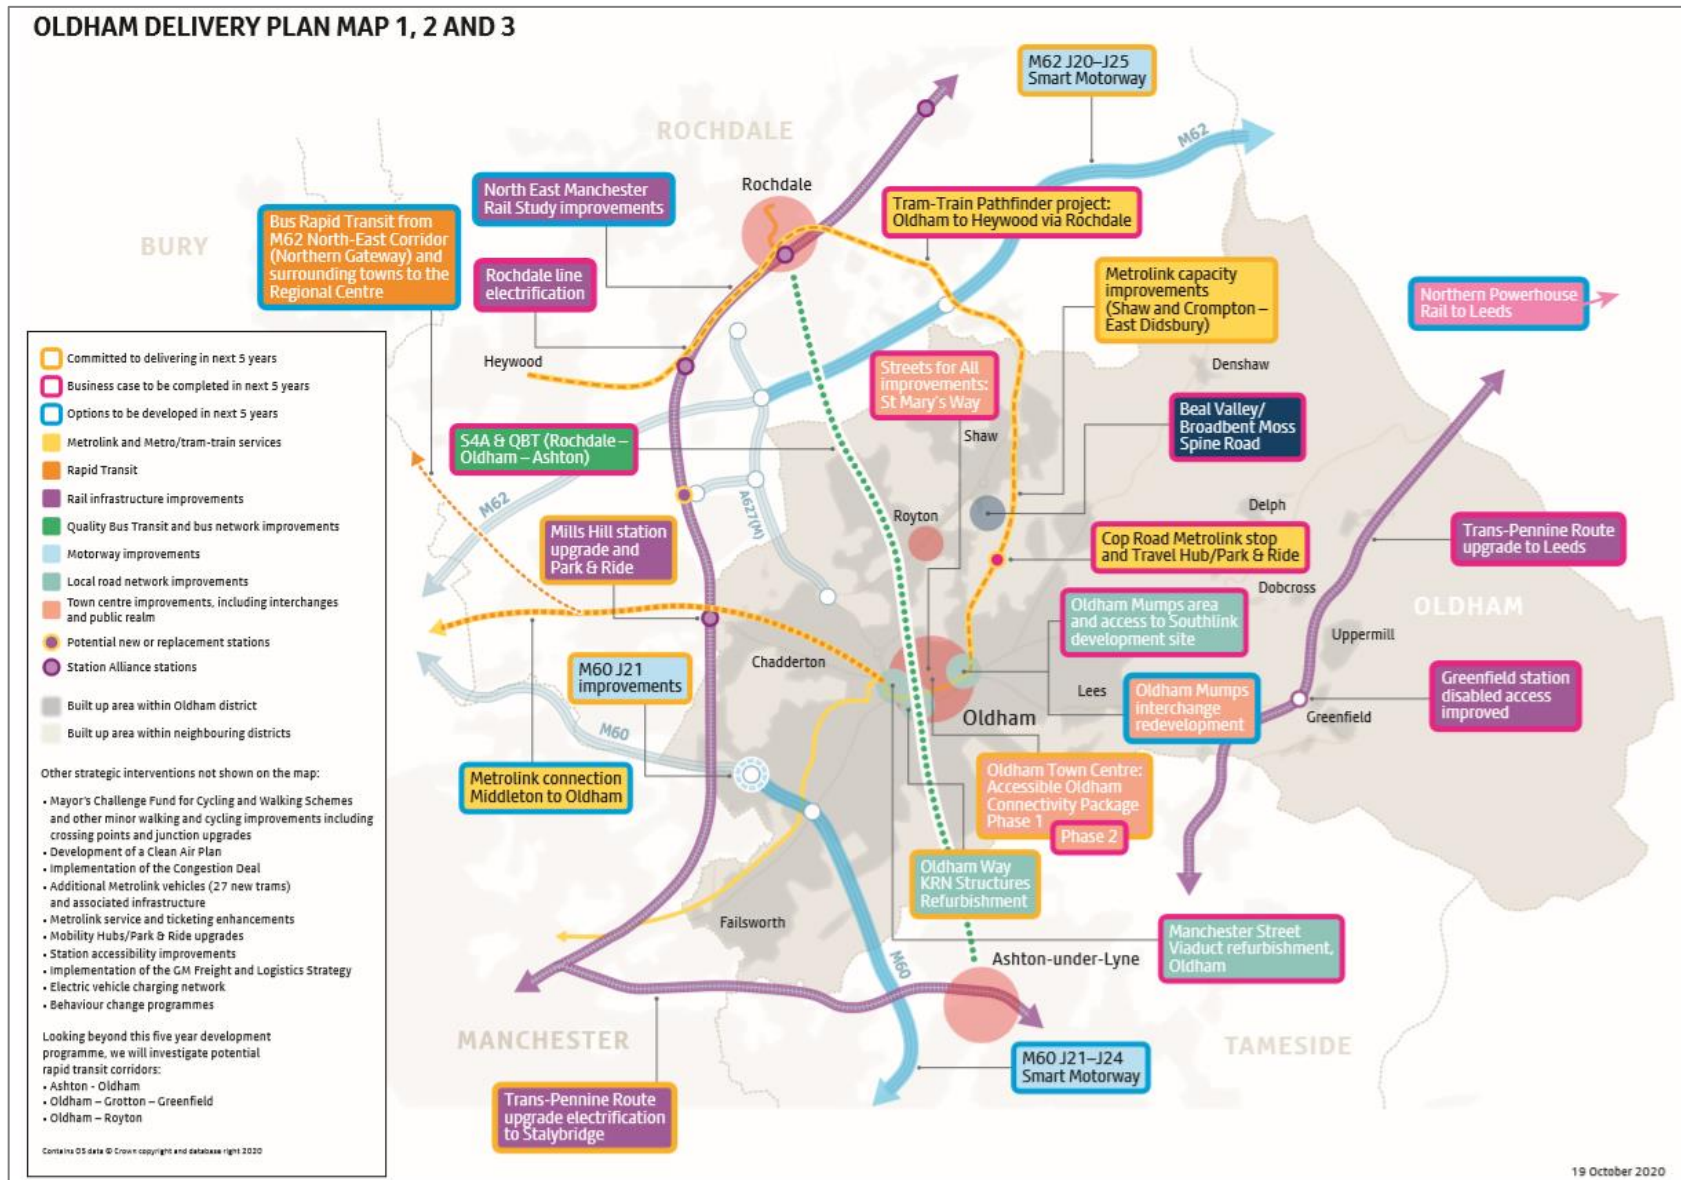 OLDHAM DELIVERY PLAN MAP 1, 2 AND 3
M62 J20–J25
Smart Motorway
ROCHDALE
M62
Rochdale
North East Manchester
Rail Study improvements
Tram-Train Pathfinder project:
Oldham to Heywood via Rochdale
BURY
Bus Rapid Transit from
M62 North-East Corridor
(Northern Gateway) and
surrounding towns to the
Regional Centre
Rochdale line
electrification
Metrolink capacity
improvements
(Shaw and Crompton –
East Didsbury)
Northern Powerhouse
Rail to Leeds
Heywood
Denshaw
Streets for All
improvements:
St Mary's Way
Shaw
Beal Valley/
Broadbent Moss
Spine Road
S4A & QBT (Rochdale –
Oldham – Ashton)
M62
A627(M)
Royton
Delph
Mills Hill station
upgrade and
Park & Ride
Cop Road Metrolink stop
and Travel Hub/Park & Ride
Trans-Pennine Route
upgrade to Leeds
Dobcross
OLDHAM
Oldham Mumps area
and access to Southlink
development site
Uppermill
Chadderton
M60 J21
improvements
Lees
Oldham Mumps
interchange
redevelopment
Greenfield station
disabled access
improved
Greenfield
Oldham
M60
Metrolink connection
Middleton to Oldham
Oldham Town Centre:
Accessible Oldham
Connectivity Package
Phase 1
Phase 2
Oldham Way
KRN Structures
Refurbishment
Failsworth
Manchester Street
Viaduct refurbishment,
Oldham
M60
Ashton-under-Lyne
MANCHESTER
TAMESIDE
M60 J21–J24
Smart Motorway
Trans-Pennine Route
upgrade electrification
to Stalybridge
Committed to delivering in next 5 years
Business case to be completed in next 5 years
Options to be developed in next 5 years
Metrolink and Metro/tram-train services
Rapid Transit
Rail infrastructure improvements
Quality Bus Transit and bus network improvements
Motorway improvements
Local road network improvements
Town centre improvements, including interchanges
and public realm
Potential new or replacement stations
Station Alliance stations
Built up area within Oldham district
Built up area within neighbouring districts
Other strategic interventions not shown on the map:
• Mayor's Challenge Fund for Cycling and Walking Schemes
and other minor walking and cycling improvements including
crossing points and junction upgrades
• Development of a Clean Air Plan
• Implementation of the Congestion Deal
• Additional Metrolink vehicles (27 new trams)
and associated infrastructure
• Metrolink service and ticketing enhancements
• Mobility Hubs/Park & Ride upgrades
• Station accessibility improvements
• Implementation of the GM Freight and Logistics Strategy
• Electric vehicle charging network
• Behaviour change programmes
Looking beyond this five year development
programme, we will investigate potential
rapid transit corridors:
• Ashton - Oldham
• Oldham – Grotton – Greenfield
• Oldham – Royton
Contains OS data © Crown copyright and database right 2020
19 October 2020